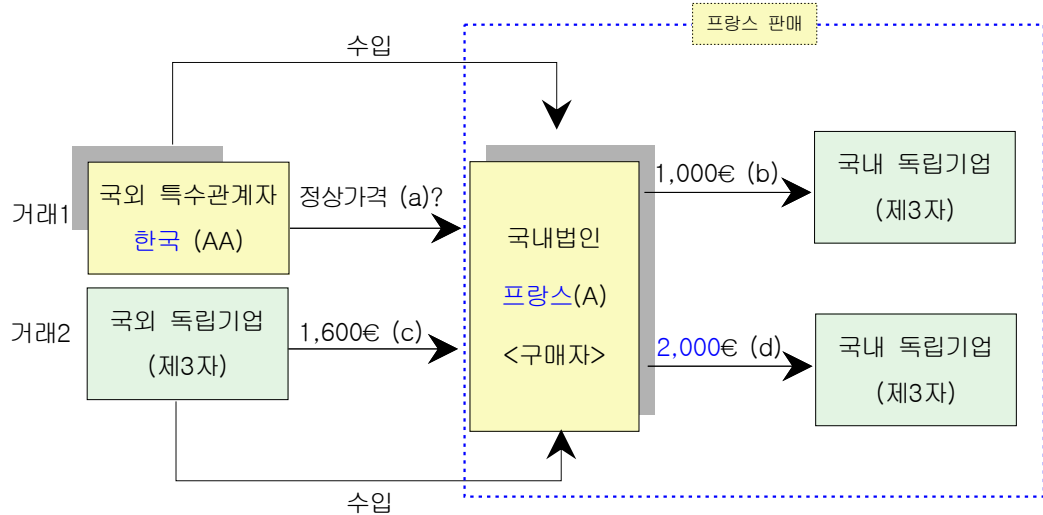 프랑스 판매
수입
거래1
국외 특수관계자
한국 (AA)
정상가격 (a)?
국내법인
프랑스(A)
<구매자>
1,000€ (b)
국내 독립기업
(제3자)
거래2
국외 독립기업
(제3자)
1,600€ (c)
2,000€ (d)
국내 독립기업
(제3자)
수입